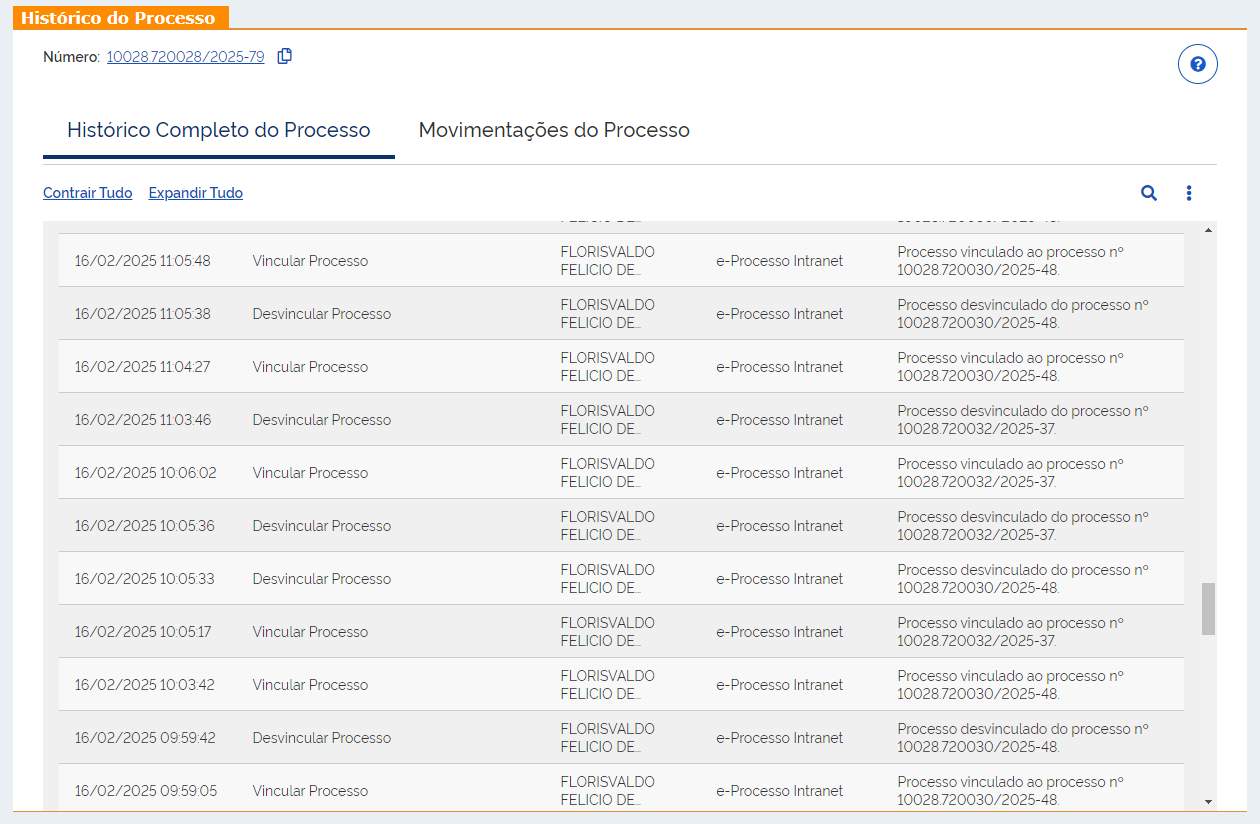 Histórico do Processo
Número: 10028.720028/2025-79
Histórico Completo do Processo Movimentações do Processo
Contrair Tudo Expandir Tudo
16/02/2025 11:05:48 Vincular Processo FLORISVALDO FELICIO DE... e-Processo Intranet Processo vinculado ao processo nº 10028.720030/2025-48.
16/02/2025 11:05:38 Desvincular Processo FLORISVALDO FELICIO DE... e-Processo Intranet Processo desvinculado do processo nº 10028.720030/2025-48.
16/02/2025 11:04:27 Vincular Processo FLORISVALDO FELICIO DE... e-Processo Intranet Processo vinculado ao processo nº 10028.720030/2025-48.
16/02/2025 11:03:46 Desvincular Processo FLORISVALDO FELICIO DE... e-Processo Intranet Processo desvinculado do processo nº 10028.720032/2025-37.
16/02/2025 10:06:02 Vincular Processo FLORISVALDO FELICIO DE... e-Processo Intranet Processo vinculado ao processo nº 10028.720032/2025-37.
16/02/2025 10:05:36 Desvincular Processo FLORISVALDO FELICIO DE... e-Processo Intranet Processo desvinculado do processo nº 10028.720032/2025-37.
16/02/2025 10:05:33 Desvincular Processo FLORISVALDO FELICIO DE... e-Processo Intranet Processo desvinculado do processo nº 10028.720030/2025-48.
16/02/2025 10:05:17 Vincular Processo FLORISVALDO FELICIO DE... e-Processo Intranet Processo vinculado ao processo nº 10028.720032/2025-37.
16/02/2025 10:03:42 Vincular Processo FLORISVALDO FELICIO DE... e-Processo Intranet Processo vinculado ao processo nº 10028.720030/2025-48.
16/02/2025 09:59:42 Desvincular Processo FLORISVALDO FELICIO DE... e-Processo Intranet Processo desvinculado do processo nº 10028.720030/2025-48.
16/02/2025 09:59:05 Vincular Processo FLORISVALDO FELICIO DE... e-Processo Intranet Processo vinculado ao processo nº 10028.720030/2025-48.